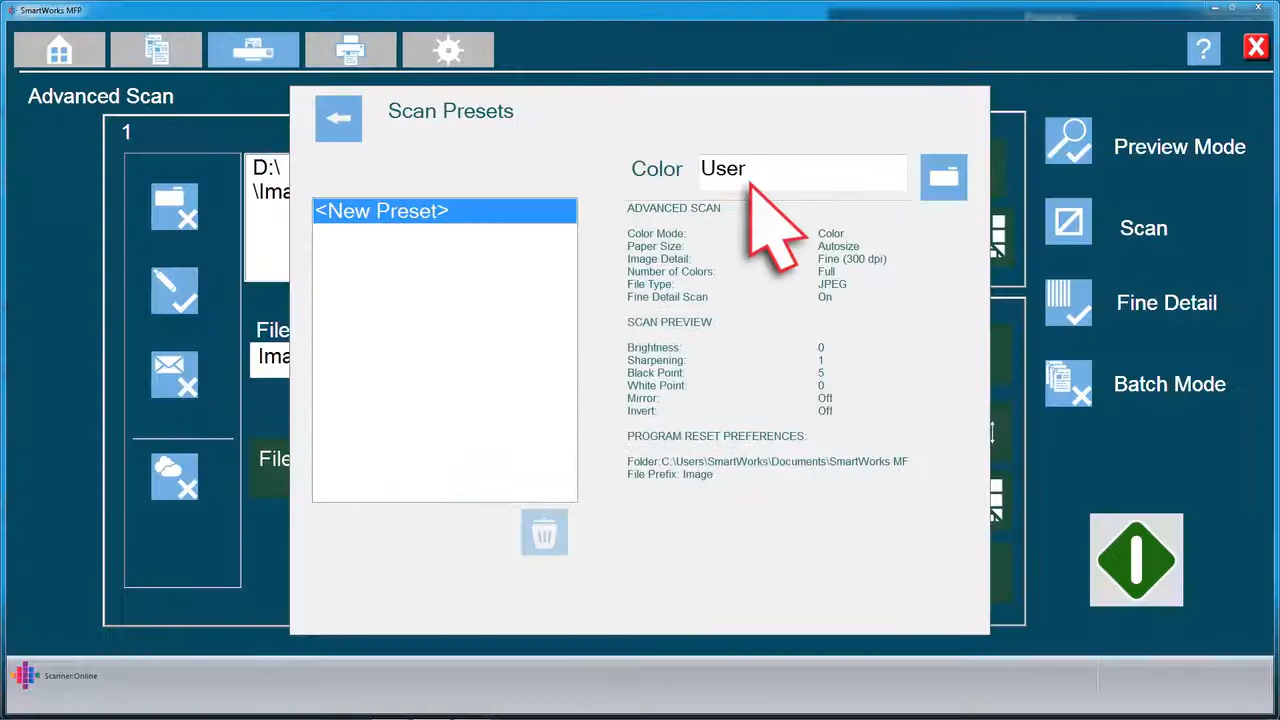 SmartWorks MFP
?
X
Advanced Scan
1
D:\
\Ima
File
Ima
File
Scan Presets
<New Preset>
Color User
ADVANCED SCAN
Color Mode: Color
Paper Size: Autosize
Image Detail: Fine (300 dpi)
Number of Colors: Full
File Type: JPEG
Fine Detail Scan On
SCAN PREVIEW
Brightness: 0
Sharpening: 1
Black Point: 5
White Point: 0
Mirror: Off
Invert: Off
PROGRAM RESET PREFERENCES:
Folder:C:\Users\SmartWorks\Documents\SmartWorks MF
File Prefix: Image
Preview Mode
Scan
Fine Detail
Batch Mode
Scanner:Online